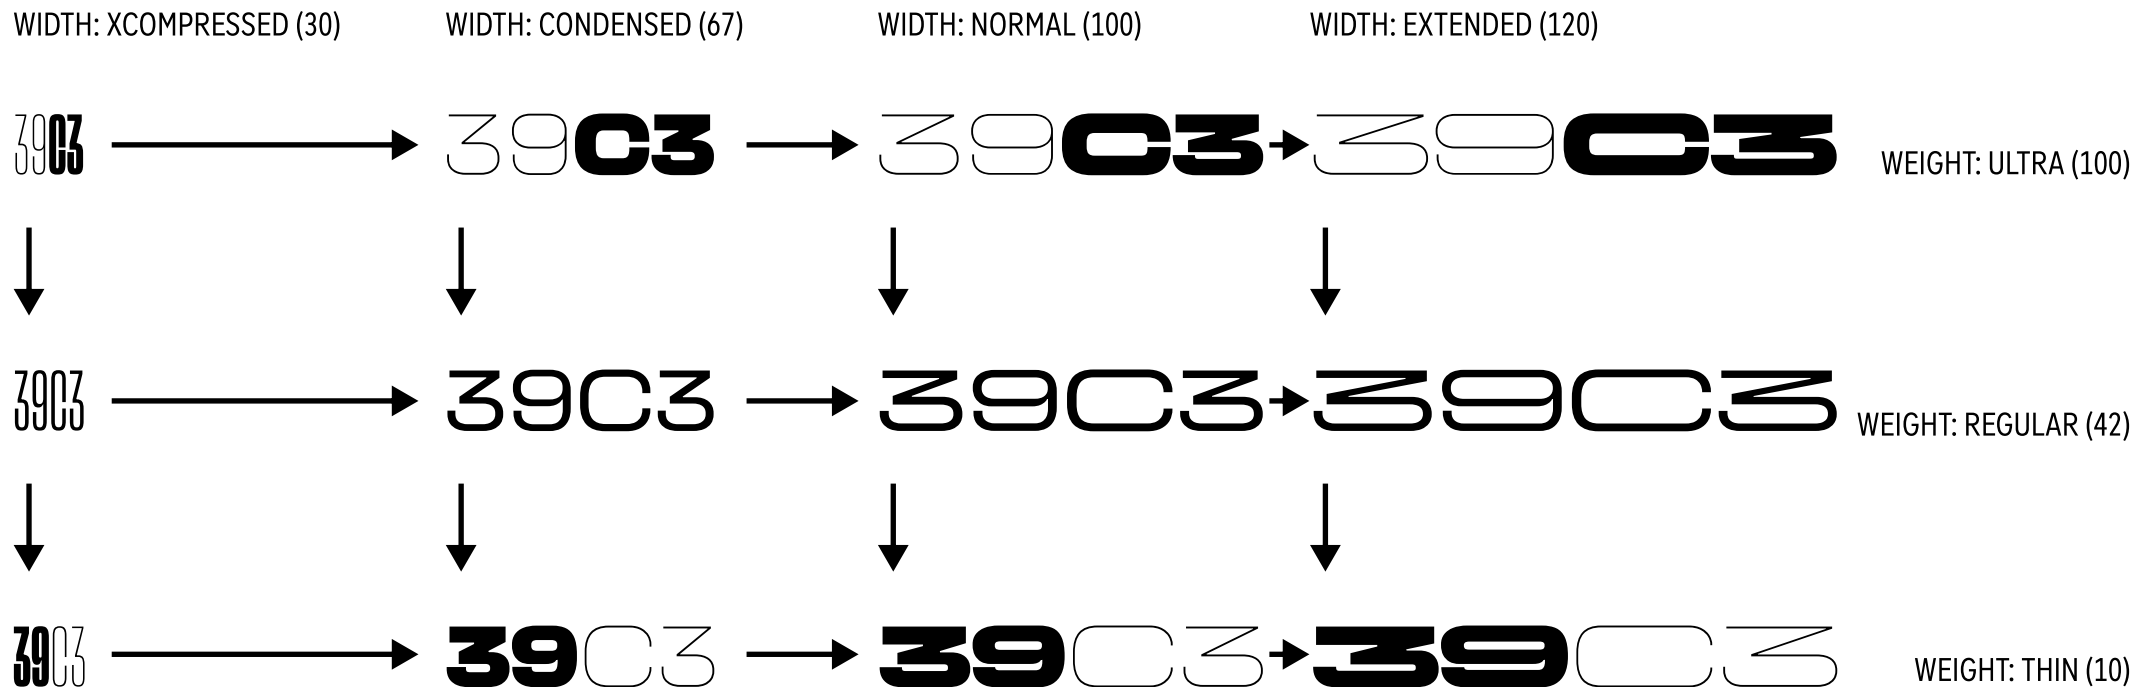 WIDTH: XCOMPRESSED (30) WIDTH: CONDENSED (67) WIDTH: NORMAL (100) WIDTH: EXTENDED (120)
39C3 39C3 39C3 39C3 WEIGHT: ULTRA (100)
39C3 39C3 39C3 39C3 WEIGHT: REGULAR (42)
39C3 39C3 39C3 39C3 WEIGHT: THIN (10)